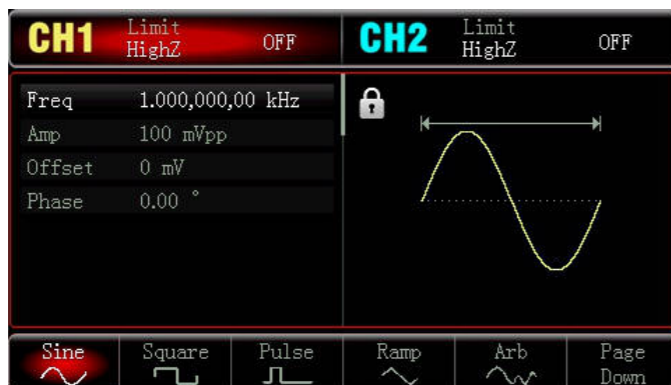 CH1 Limit HighZ OFF CH2 Limit HighZ OFF
Freq 1.000,000,00 kHz
Amp 100 mVpp
Offset 0 mV
Phase 0.00 °
Sine Square Pulse Ramp Arb Page Down